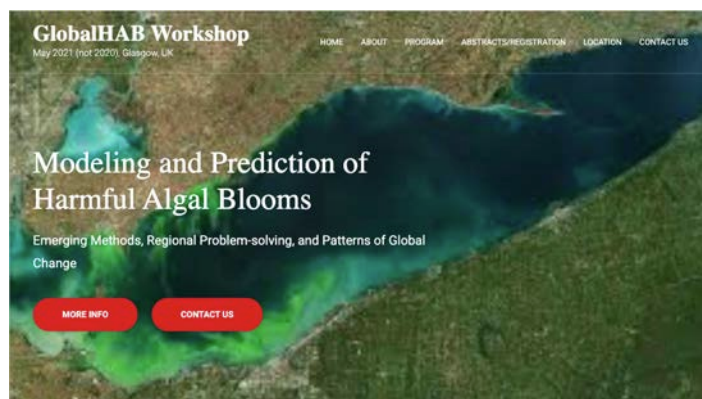 GlobalHAB Workshop
May 2021 (not 2020), Glasgow, UK
HOME ABOUT PROGRAM ABSTRACTS/REGISTRATION LOCATION CONTACT US
Modeling and Prediction of
Harmful Algal Blooms
Emerging Methods, Regional Problem-solving, and Patterns of Global
Change
MORE INFO CONTACT US